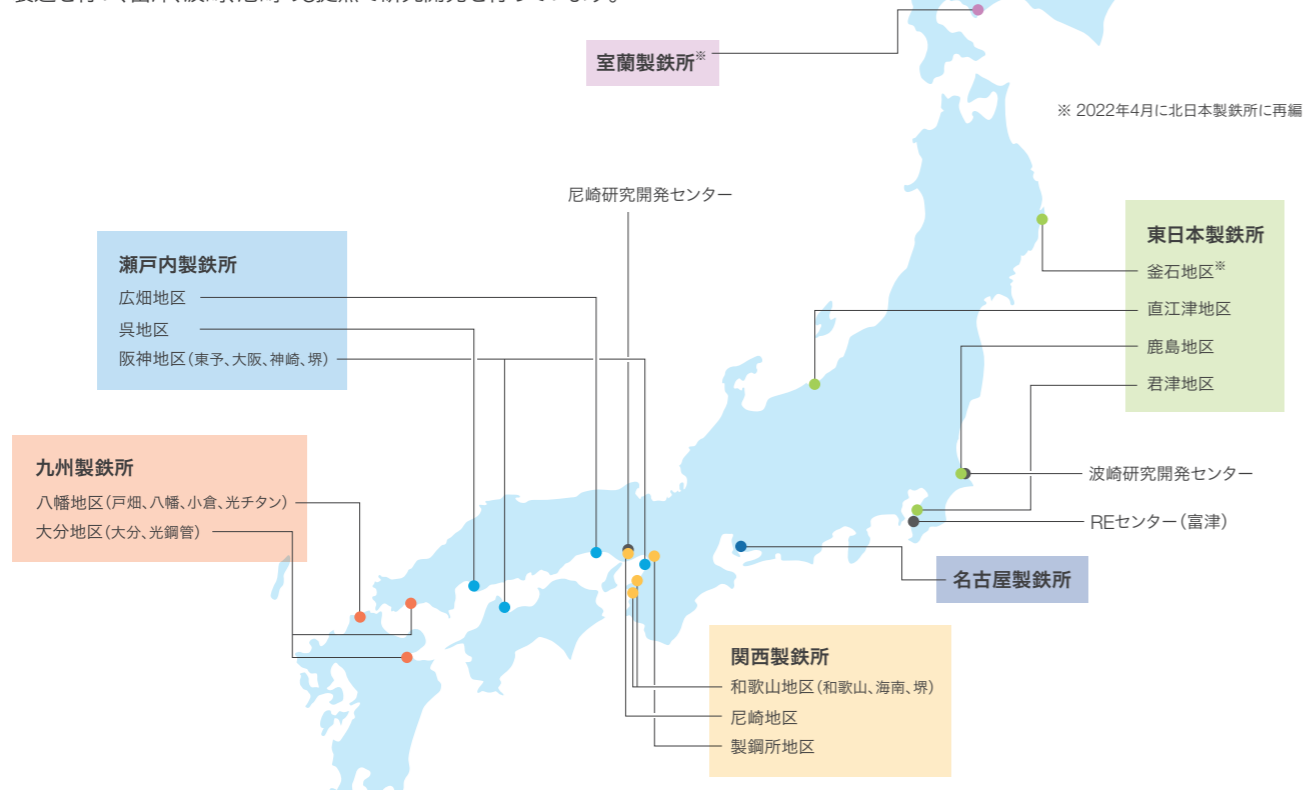 室蘭製鉄所※
※ 2022年4月に北日本製鉄所に再編
尼崎研究開発センター
東日本製鉄所
釜石地区※
直江津地区
鹿島地区
君津地区
瀬戸内製鉄所
広畑地区
呉地区
阪神地区(東予、大阪、神崎、堺)
九州製鉄所
八幡地区(戸畑、八幡、小倉、光チタン)
大分地区(大分、光鋼管)
波崎研究開発センター
REセンター(富津)
名古屋製鉄所
関西製鉄所
和歌山地区(和歌山、海南、堺)
尼崎地区
製鋼所地区